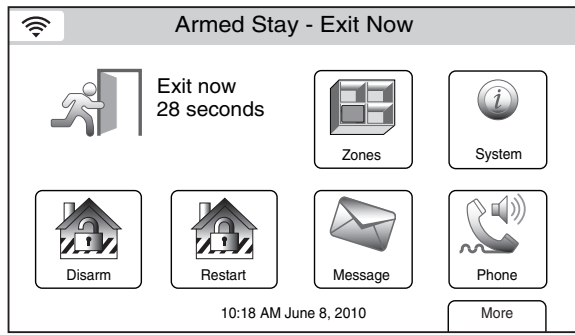 Armed Stay - Exit Now
Exit now
28 seconds
Zones
System
Disarm
Restart
Message
Phone
10:18 AM June 8, 2010
More